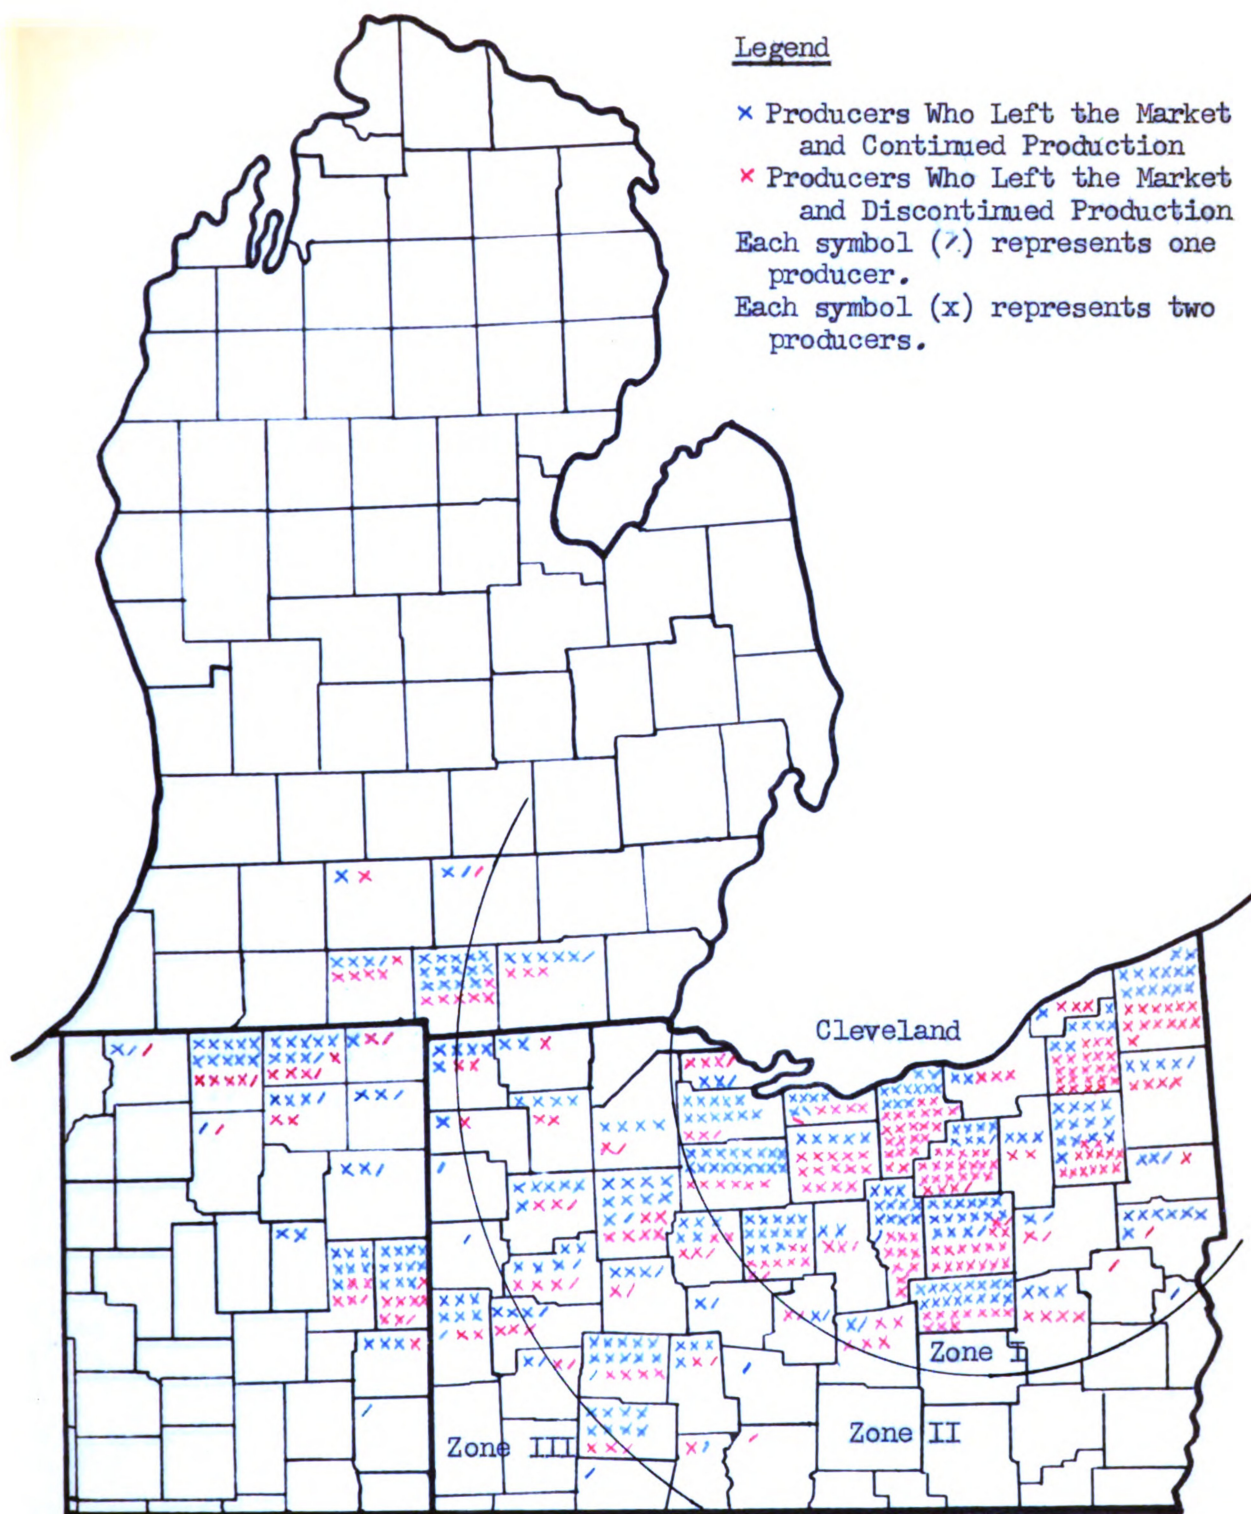 Legend
x Producers Who Left the Market
and Continued Production
x Producers Who Left the Market
and Discontinued Production
Each symbol (/) represents one
producer.
Each symbol (x) represents two
producers.
Cleveland
Zone I
Zone II
Zone III